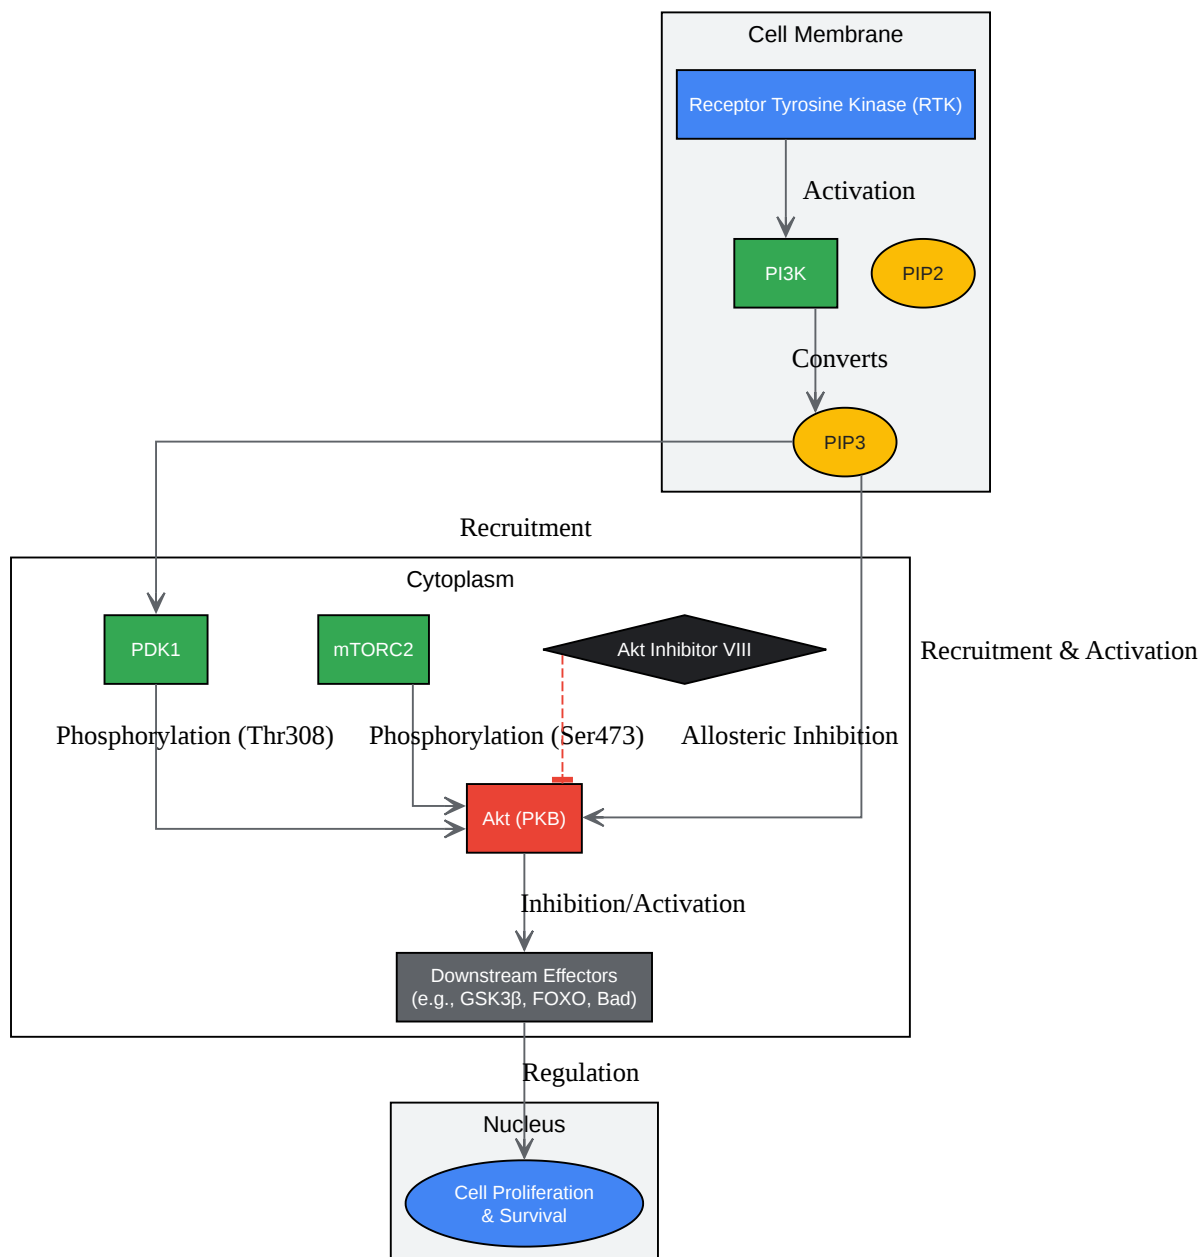 Cell Membrane
Receptor Tyrosine Kinase (RTK)
Activation
PI3K
PIP2
Converts
PIP3
Recruitment
Cytoplasm
PDK1
mTORC2
Akt Inhibitor VIII
Recruitment & Activation
Phosphorylation (Thr308)
Phosphorylation (Ser473)
Allosteric Inhibition
Akt (PKB)
Inhibition/Activation
Downstream Effectors
(e.g., GSK3β, FOXO, Bad)
Regulation
Nucleus
Cell Proliferation
& Survival